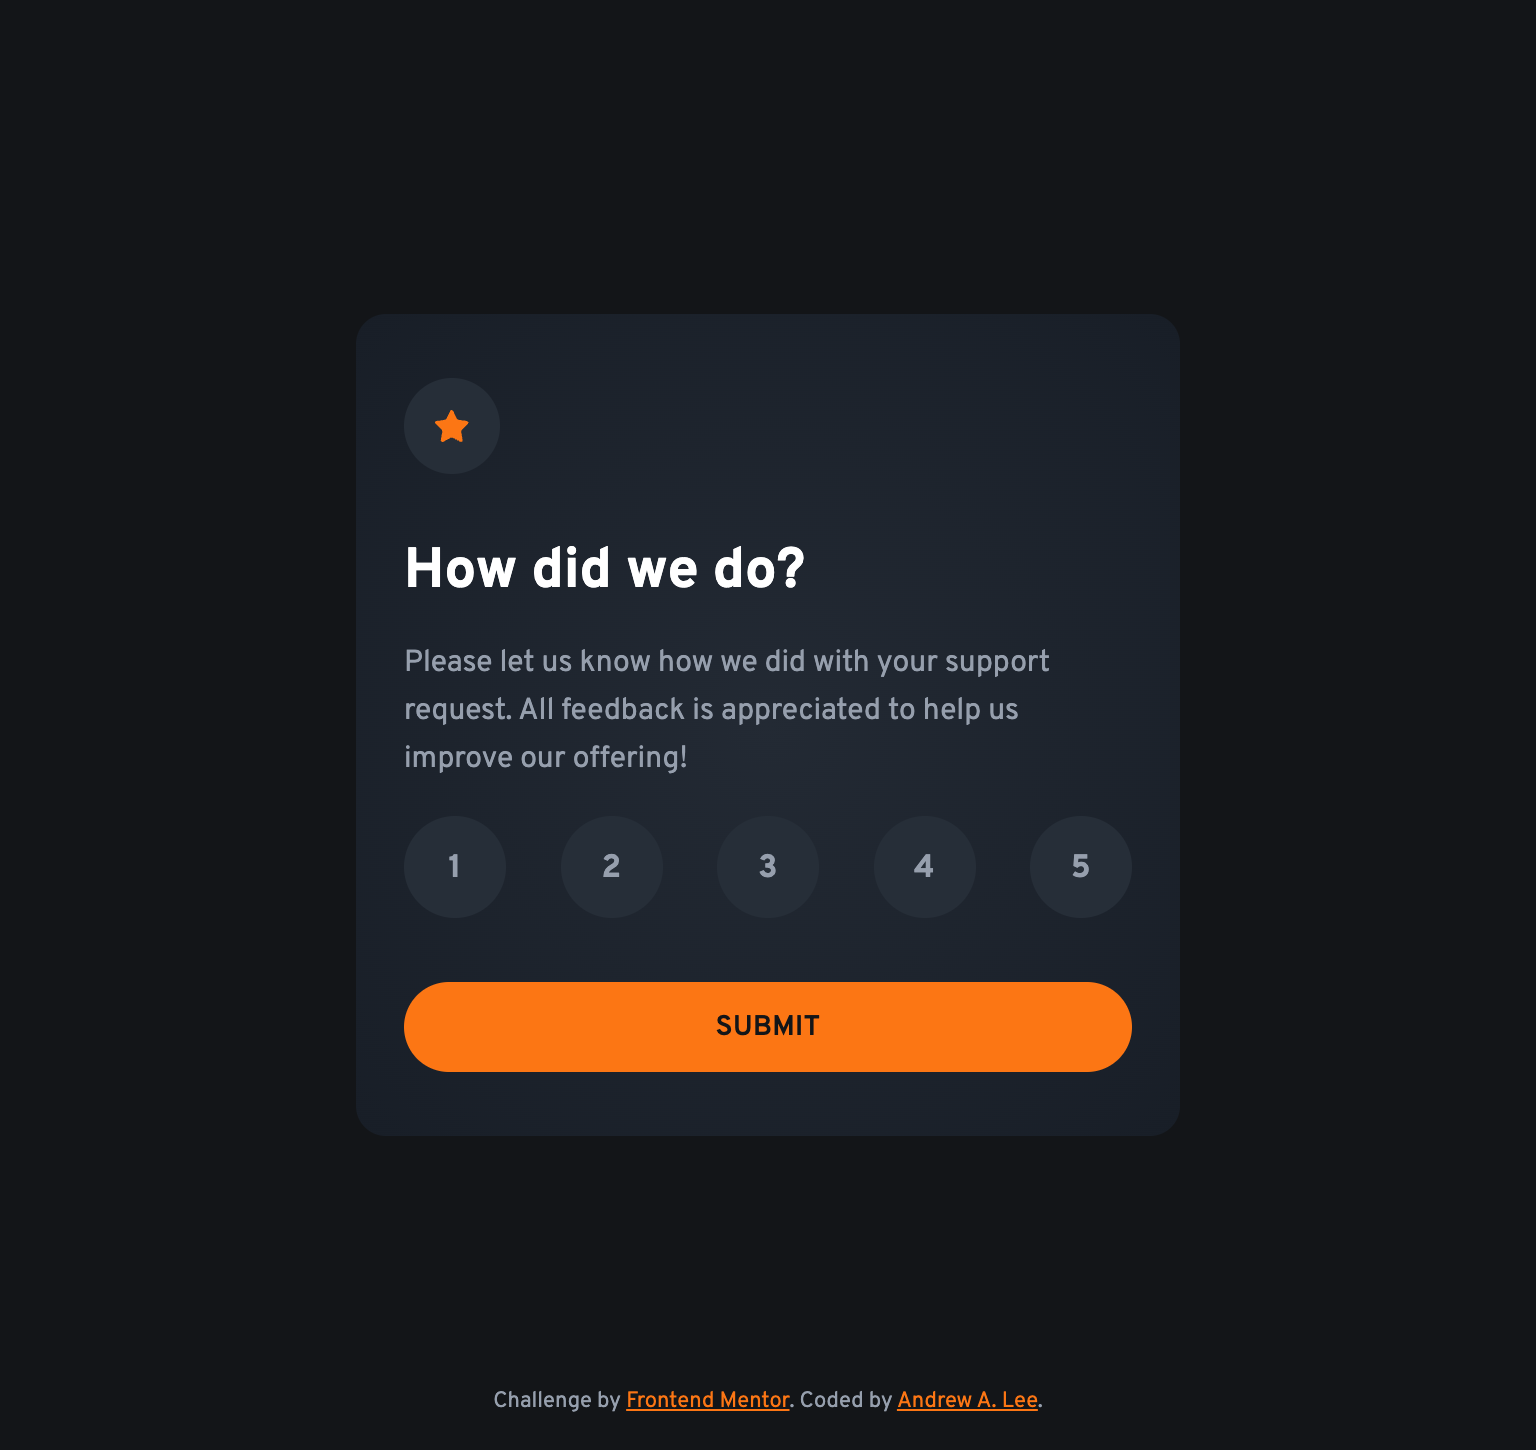 How did we do?
Please let us know how we did with your support
request. All feedback is appreciated to help us
improve our offering!
1 2 3 4 5
SUBMIT
Challenge by Frontend Mentor. Coded by Andrew A. Lee.